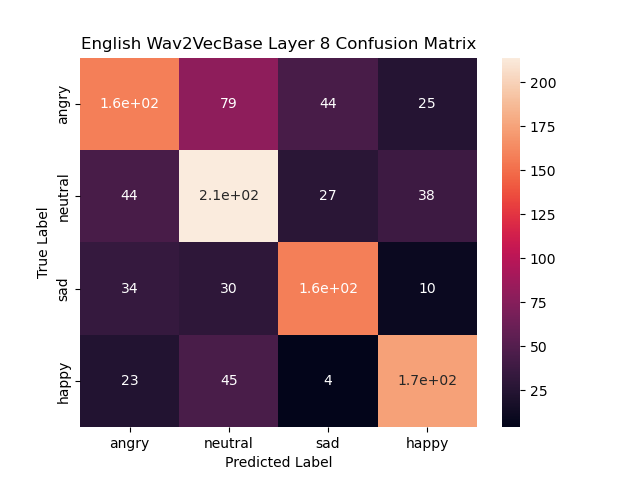 English Wav2VecBase Layer 8 Confusion Matrix
angry 1.6e+02 79 44 25
neutral 44 2.1e+02 27 38
sad 34 30 1.6e+02 10
happy 23 45 4 1.7e+02
angry neutral sad happy
Predicted Label
True Label
200
175
150
125
100
75
50
25